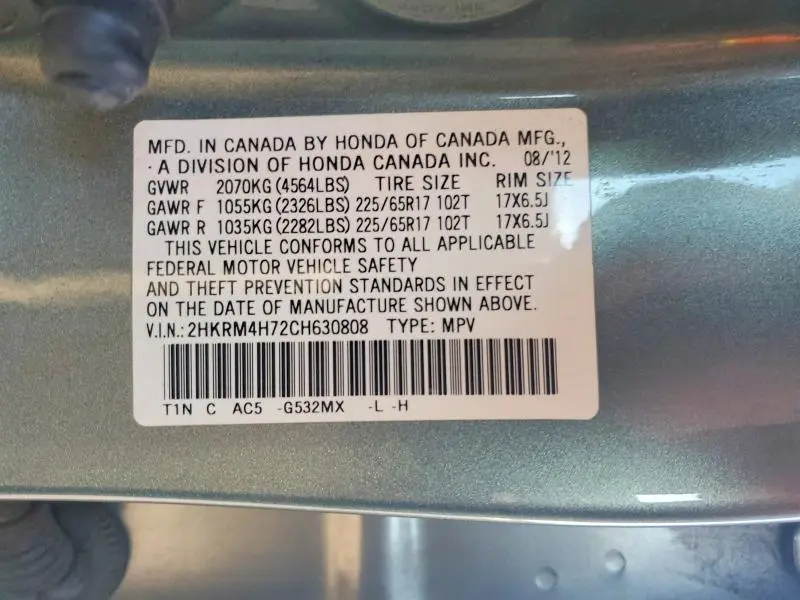 MFD. IN CANADA BY HONDA OF CANADA MFG.,
·A DIVISION OF HONDA CANADA INC. 08/'12
GVWR 2070KG(4564LBS) TIRE SIZE RIM SIZE
GAWR F 1055KG(2326LBS) 225/65R17 102T 17X6.5J
GAWR R 1035KG(2282LBS) 225/65R17 102T 17X6.5J
THIS VEHICLE CONFORMS TO ALL APPLICABLE
FEDERAL MOTOR VEHICLE SAFETY
AND THEFT PREVENTION STANDARDS IN EFFECT
ON THE DATE OF MANUFACTURE SHOWN ABOVE.
V.I.N.: 2HKRM4H72CH630808 TYPE: MPV
T1N C AC5 -G532MX -L -H